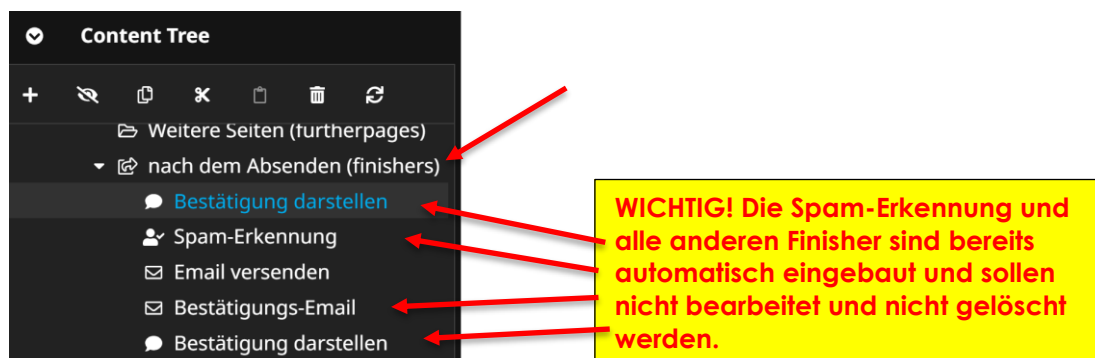 Content Tree
Weitere Seiten (furtherpages)
nach dem Absenden (finishers)
Bestätigung darstellen
Spam-Erkennung
Email versenden
Bestätigungs-Email
Bestätigung darstellen
WICHTIG! Die Spam-Erkennung und
alle anderen Finisher sind bereits
automatisch eingebaut und sollen
nicht bearbeitet und nicht gelöscht
werden.